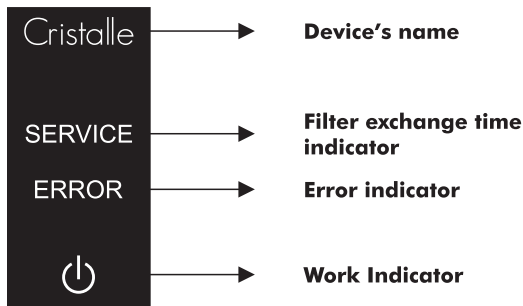 Cristalle
Device's name
SERVICE
Filter exchange time
indicator
ERROR
Error indicator
Work Indicator